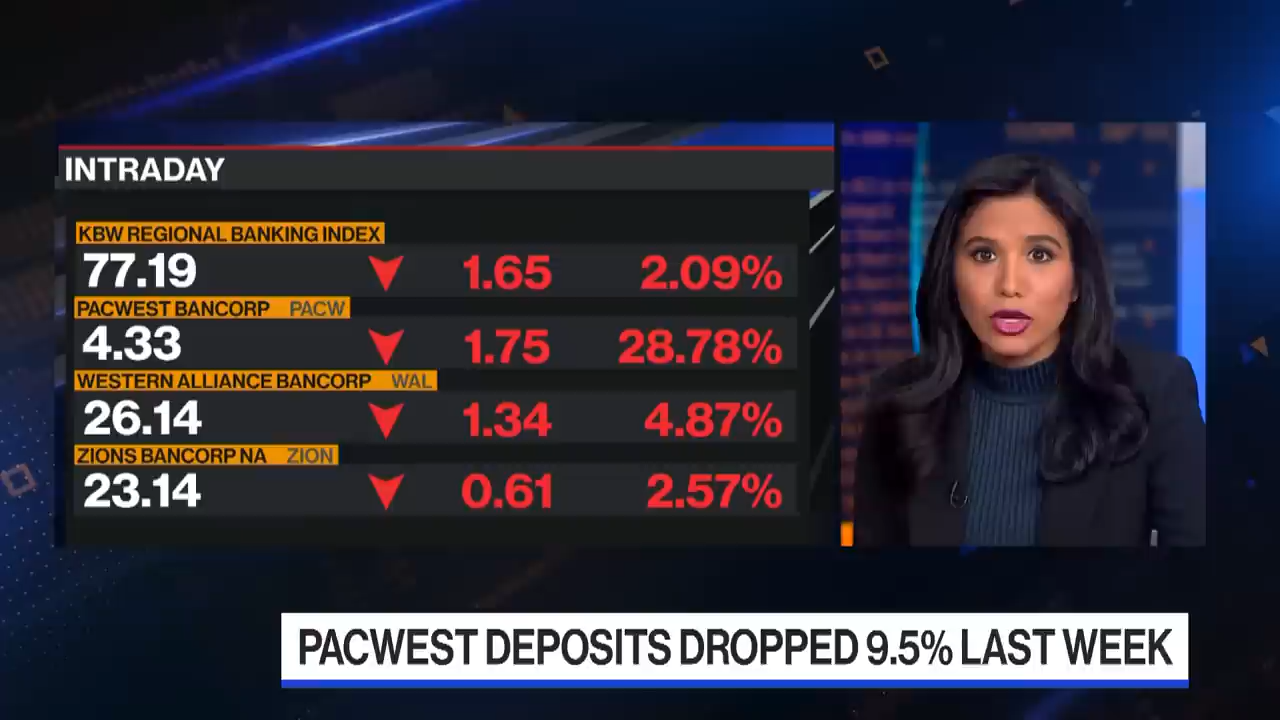 INTRADAY
KBW REGIONAL BANKING INDEX
77.19 1.65 2.09%
PACWEST BANCORP PACW
4.33 1.75 28.78%
WESTERN ALLIANCE BANCORP WAL
26.14 1.34 4.87%
ZIONS BANCORP NA ZION
23.14 0.61 2.57%
PACWEST DEPOSITS DROPPED 9.5% LAST WEEK